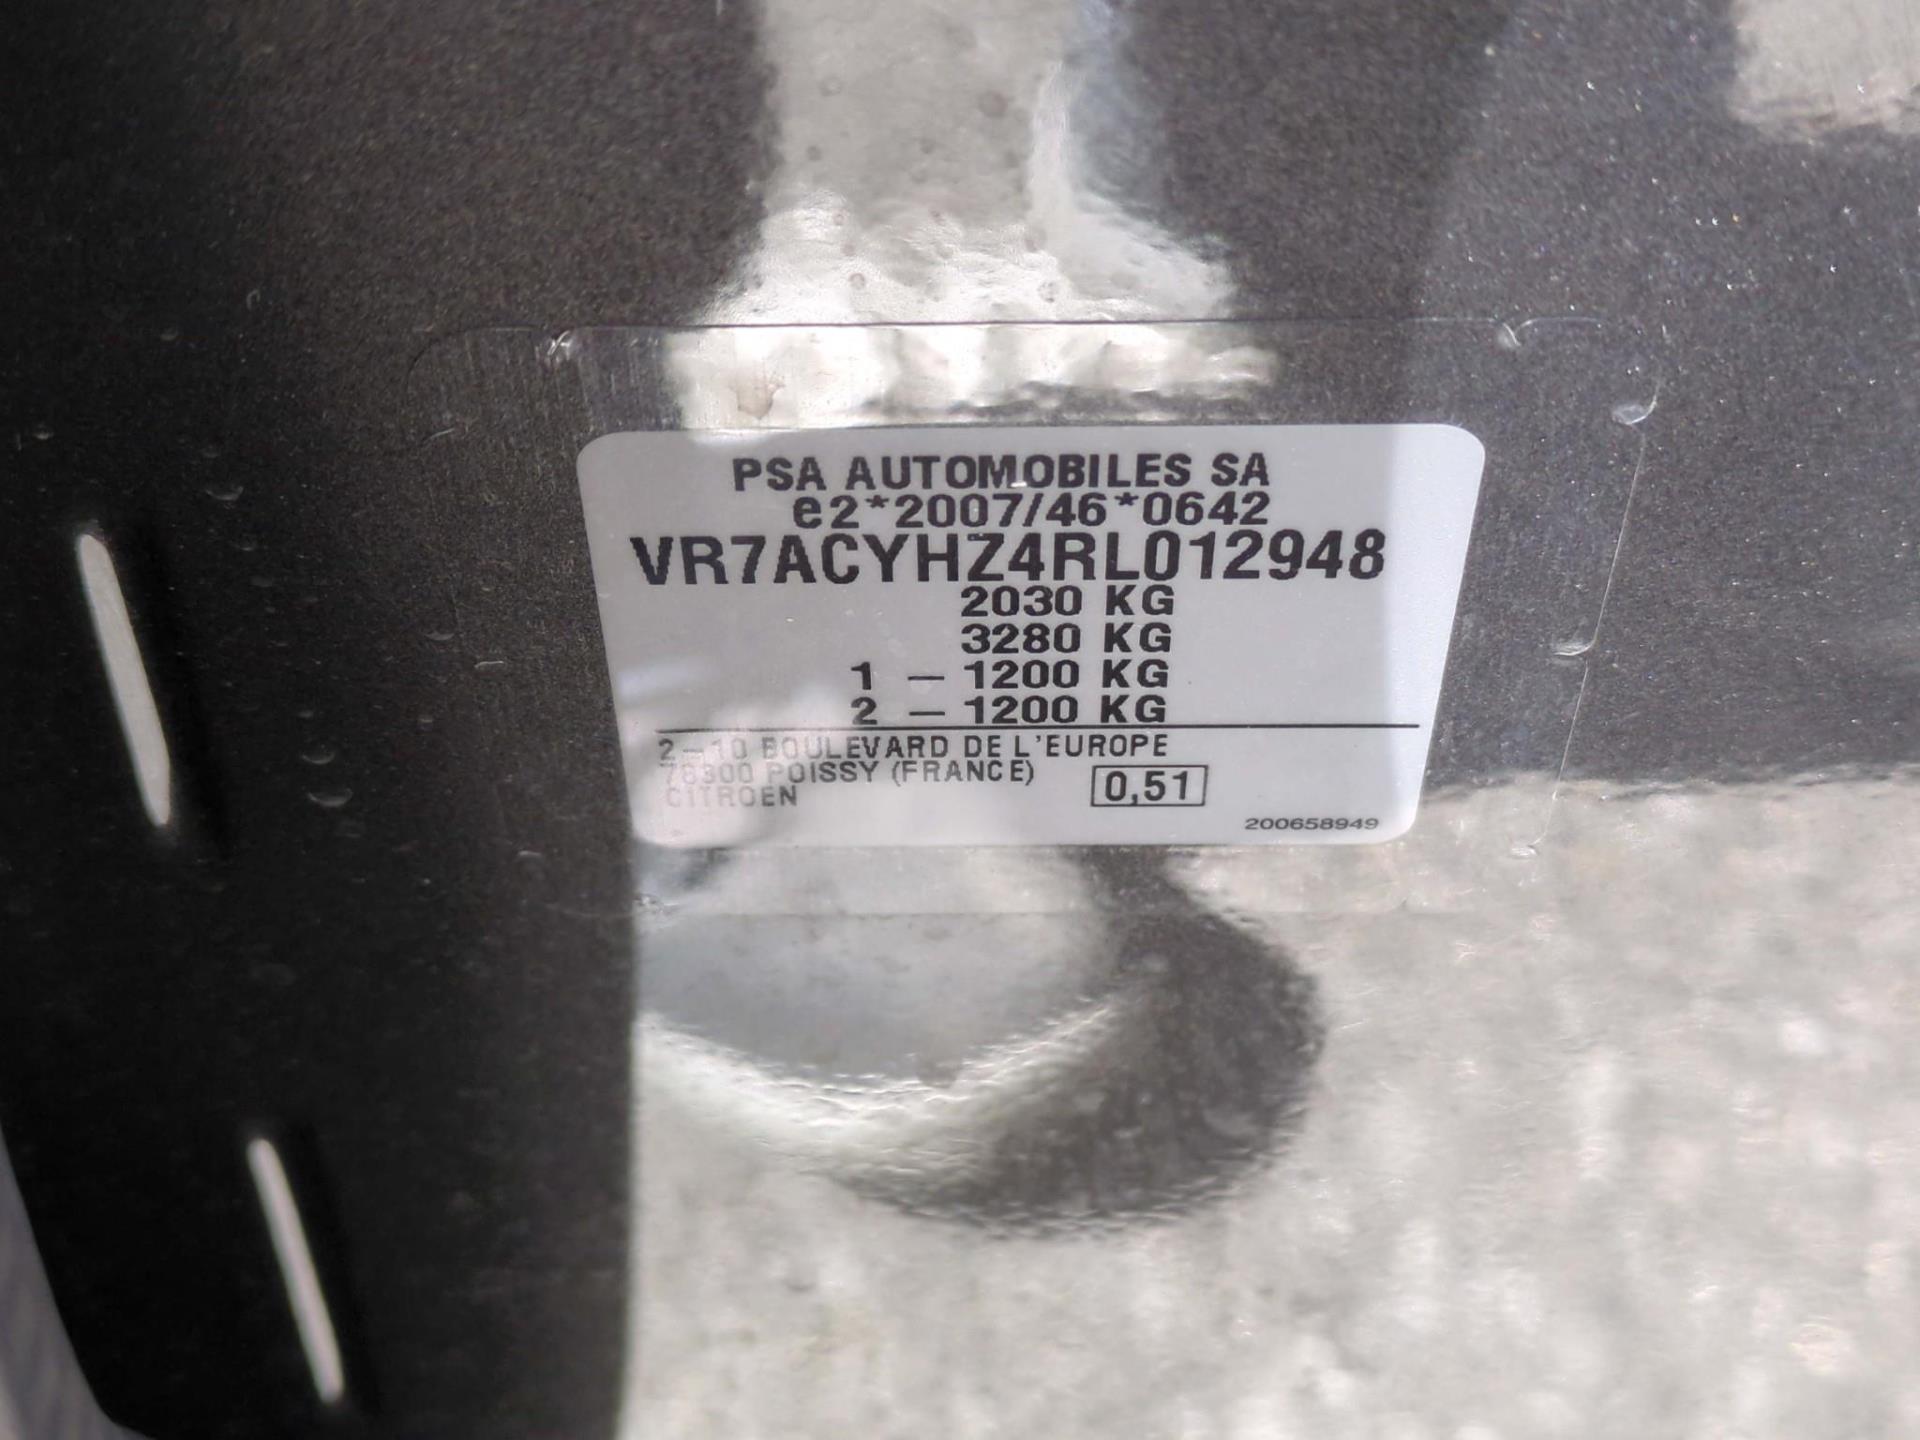 PSA AUTOMOBILES SA
e2*2007/46*0642
VR7ACYHZ4RL012948
2030 KG
3280 KG
1 – 1200 KG
2 – 1200 KG
2–10 BOULEVARD DE L'EUROPE
78300 POISSY (FRANCE)
CITROEN
0,51
200658949